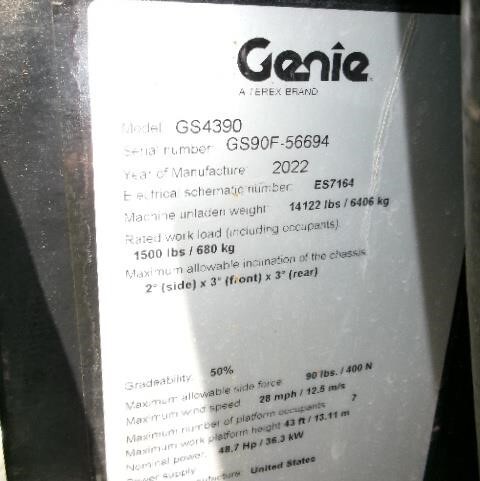 Genie
A TEREX BRAND
Model: GS4390
Serial number: GS90F-56694
Year of Manufacture: 2022
Electrical schematic number: ES7164
Machine unladen weight: 14122 lbs / 6406 kg
Rated work load (including occupants):
1500 lbs / 680 kg
Maximum allowable inclination of the chassis:
2° (side) x 3° (front) x 3° (rear)
Gradeability: 50%
Maximum allowable side force: 90 lbs. / 400 N
Maximum wind speed: 28 mph / 12.5 m/s
Maximum number of platform occupants: 7
Maximum work platform height: 43 ft / 13.11 m
Nominal power: 48.7 Hp / 36.3 kW
Power supply
United States